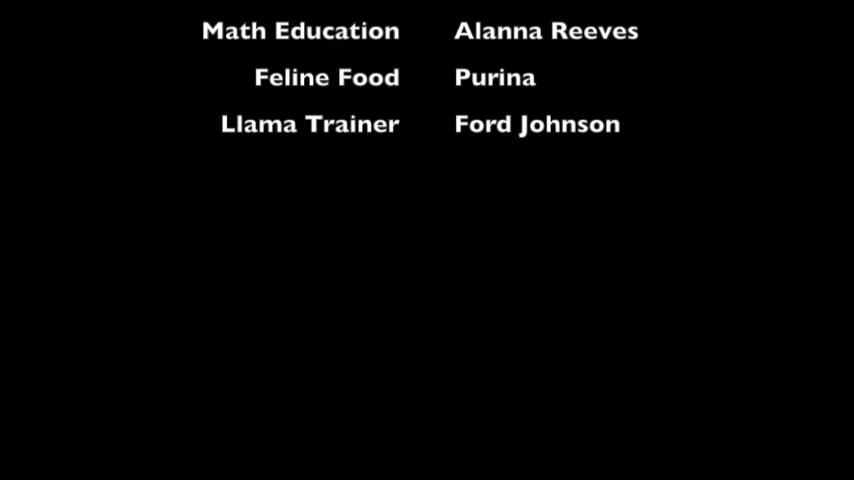 Math Education Alanna Reeves
Feline Food Purina
Llama Trainer Ford Johnson